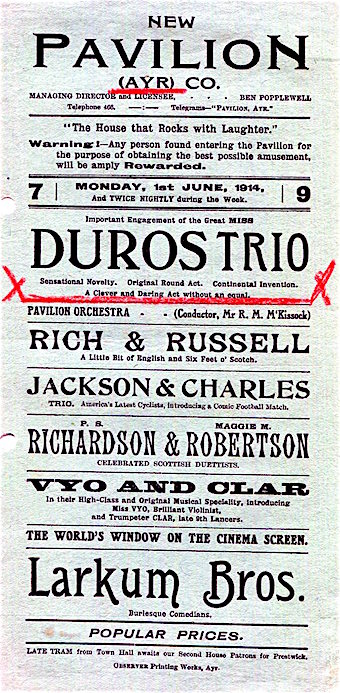 NEW
PAVILION
(AYR) CO.
MANAGING DIRECTOR and LICENSEE, - - - BEN POPPLEWELL
Telephone 466. —:— Telegrams—"PAVILION, AYR."
"The House that Rocks with Laughter."
Warning!—Any person found entering the Pavilion for
the purpose of obtaining the best possible amusement,
will be amply Rewarded.
7 | MONDAY, 1st JUNE, 1914, | 9
And TWICE NIGHTLY during the Week.
Important Engagement of the Great MISS
DUROS TRIO
Sensational Novelty. Original Round Act. Continental Invention.
A Clever and Daring Act without an equal.
PAVILION ORCHESTRA - - (Conductor, Mr R. M. M'Kissock)
RICH & RUSSELL
A Little Bit of English and Six Feet o' Scotch.
JACKSON & CHARLES
TRIO. America's Latest Cyclists, introducing a Comic Football Match.
P. S. MAGGIE M.
RICHARDSON & ROBERTSON
CELEBRATED SCOTTISH DUETTISTS.
VYO AND CLAR
In their High-Class and Original Musical Speciality, introducing
Miss VYO, Brilliant Violinist,
and Trumpeter CLAR, late 9th Lancers.
THE WORLD'S WINDOW ON THE CINEMA SCREEN.
Larkum Bros.
Burlesque Comedians.
POPULAR PRICES.
LATE TRAM from Town Hall awaits our Second House Patrons for Prestwick.
OBSERVER Printing Works, Ayr.